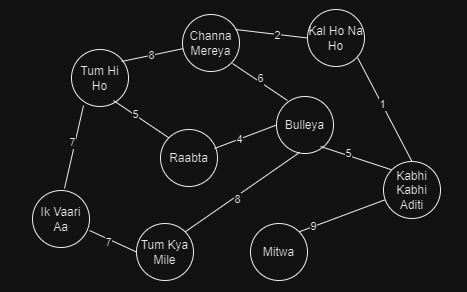 Channa
Mereya
2
Kal Ho Na
Ho
8
Tum Hi
Ho
6
1
5
Bulleya
4
Raabta
7
5
Kabhi
Kabhi
Aditi
8
Ik Vaari
Aa
9
7
Tum Kya
Mile
Mitwa